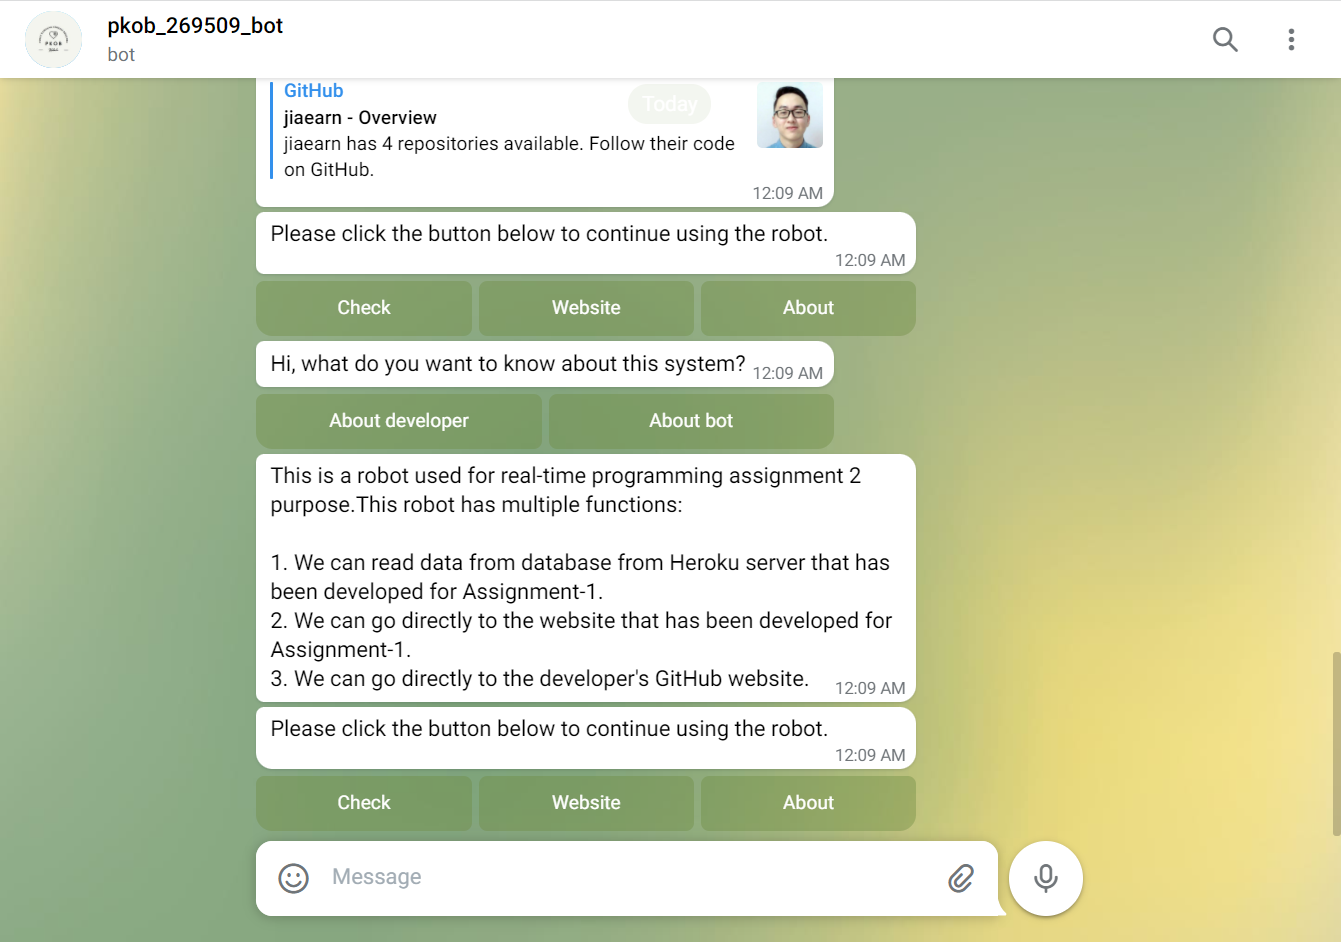 pkob_269509_bot
bot
PKOB
GitHub
Today
jiaearn - Overview
jiaearn has 4 repositories available. Follow their code
on GitHub.
12:09 AM
Please click the button below to continue using the robot.
12:09 AM
Check
Website
About
Hi, what do you want to know about this system?
12:09 AM
About developer
About bot
This is a robot used for real-time programming assignment 2
purpose.This robot has multiple functions:
1. We can read data from database from Heroku server that has
been developed for Assignment-1.
2. We can go directly to the website that has been developed for
Assignment-1.
3. We can go directly to the developer's GitHub website.
12:09 AM
Please click the button below to continue using the robot.
12:09 AM
Check
Website
About
Message